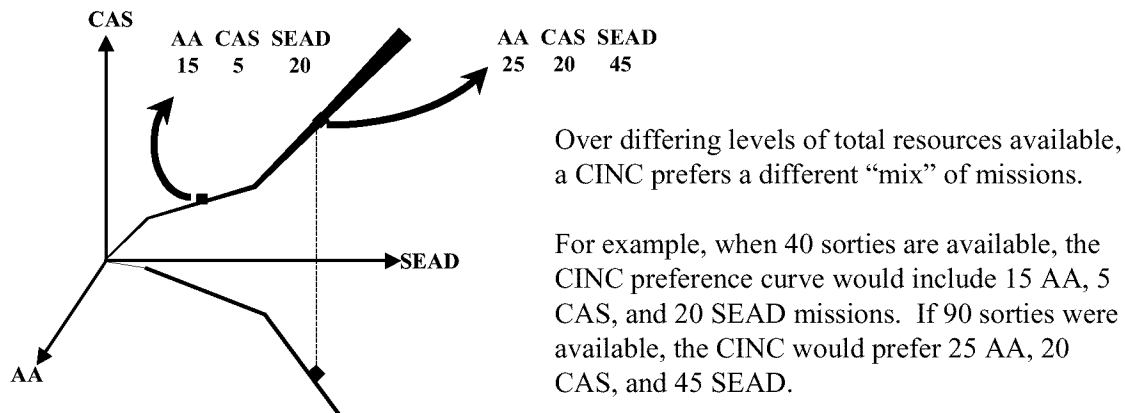 CAS
AA CAS SEAD
15 5 20
AA CAS SEAD
25 20 45
SEAD
AA
Over differing levels of total resources available,
a CINC prefers a different “mix” of missions.
For example, when 40 sorties are available, the
CINC preference curve would include 15 AA, 5
CAS, and 20 SEAD missions. If 90 sorties were
available, the CINC would prefer 25 AA, 20
CAS, and 45 SEAD.